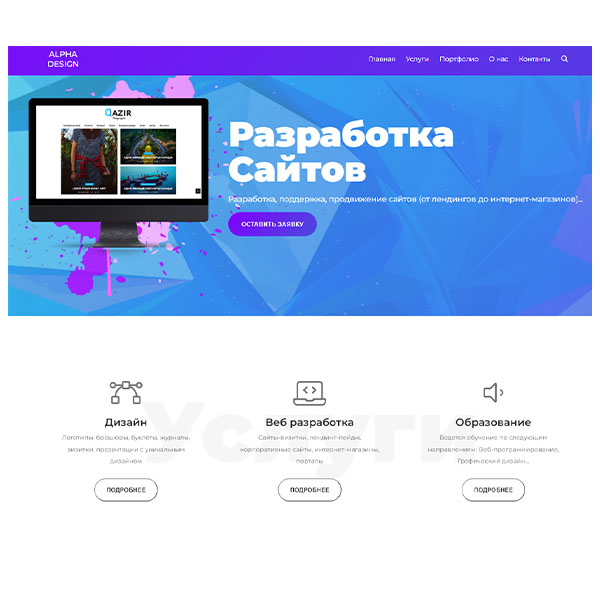 ALPHA
DESIGN
Главная Услуги Портфолио О нас Контакты
QAZIR
Разработка
Сайтов
Разработка, поддержка, продвижение сайтов (от лендингов до интернет-магазинов)...
ОСТАВИТЬ ЗАЯВКУ
Услуги
Дизайн
Логотипы, брошюры, буклеты, журналы,
визитки, презентации с уникальным
дизайном
ПОДРОБНЕЕ
Веб разработка
Сайты-визитки, лендинг-пейдж,
корпоративные сайты, интернет-магазины,
порталы
ПОДРОБНЕЕ
Образование
Ведется обучение по следующим
направлениям: Веб-программирование,
Графический дизайн...
ПОДРОБНЕЕ